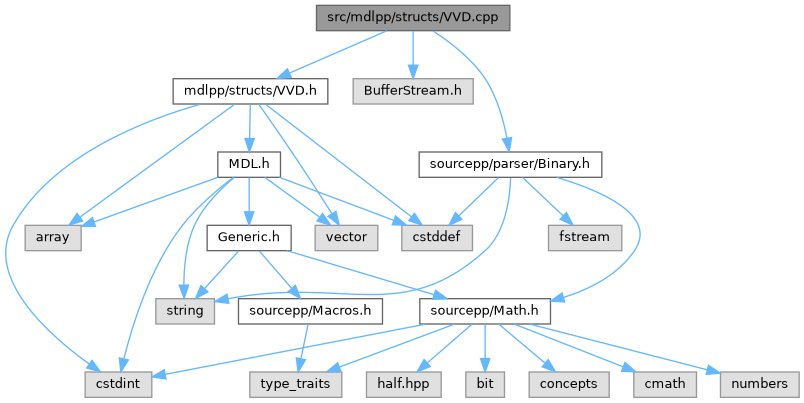 src/mdlpp/structs/VVD.cpp
mdlpp/structs/VVD.h
BufferStream.h
MDL.h
sourcepp/parser/Binary.h
array
Generic.h
vector
cstddef
fstream
string
sourcepp/Macros.h
sourcepp/Math.h
cstdint
type_traits
half.hpp
bit
concepts
cmath
numbers